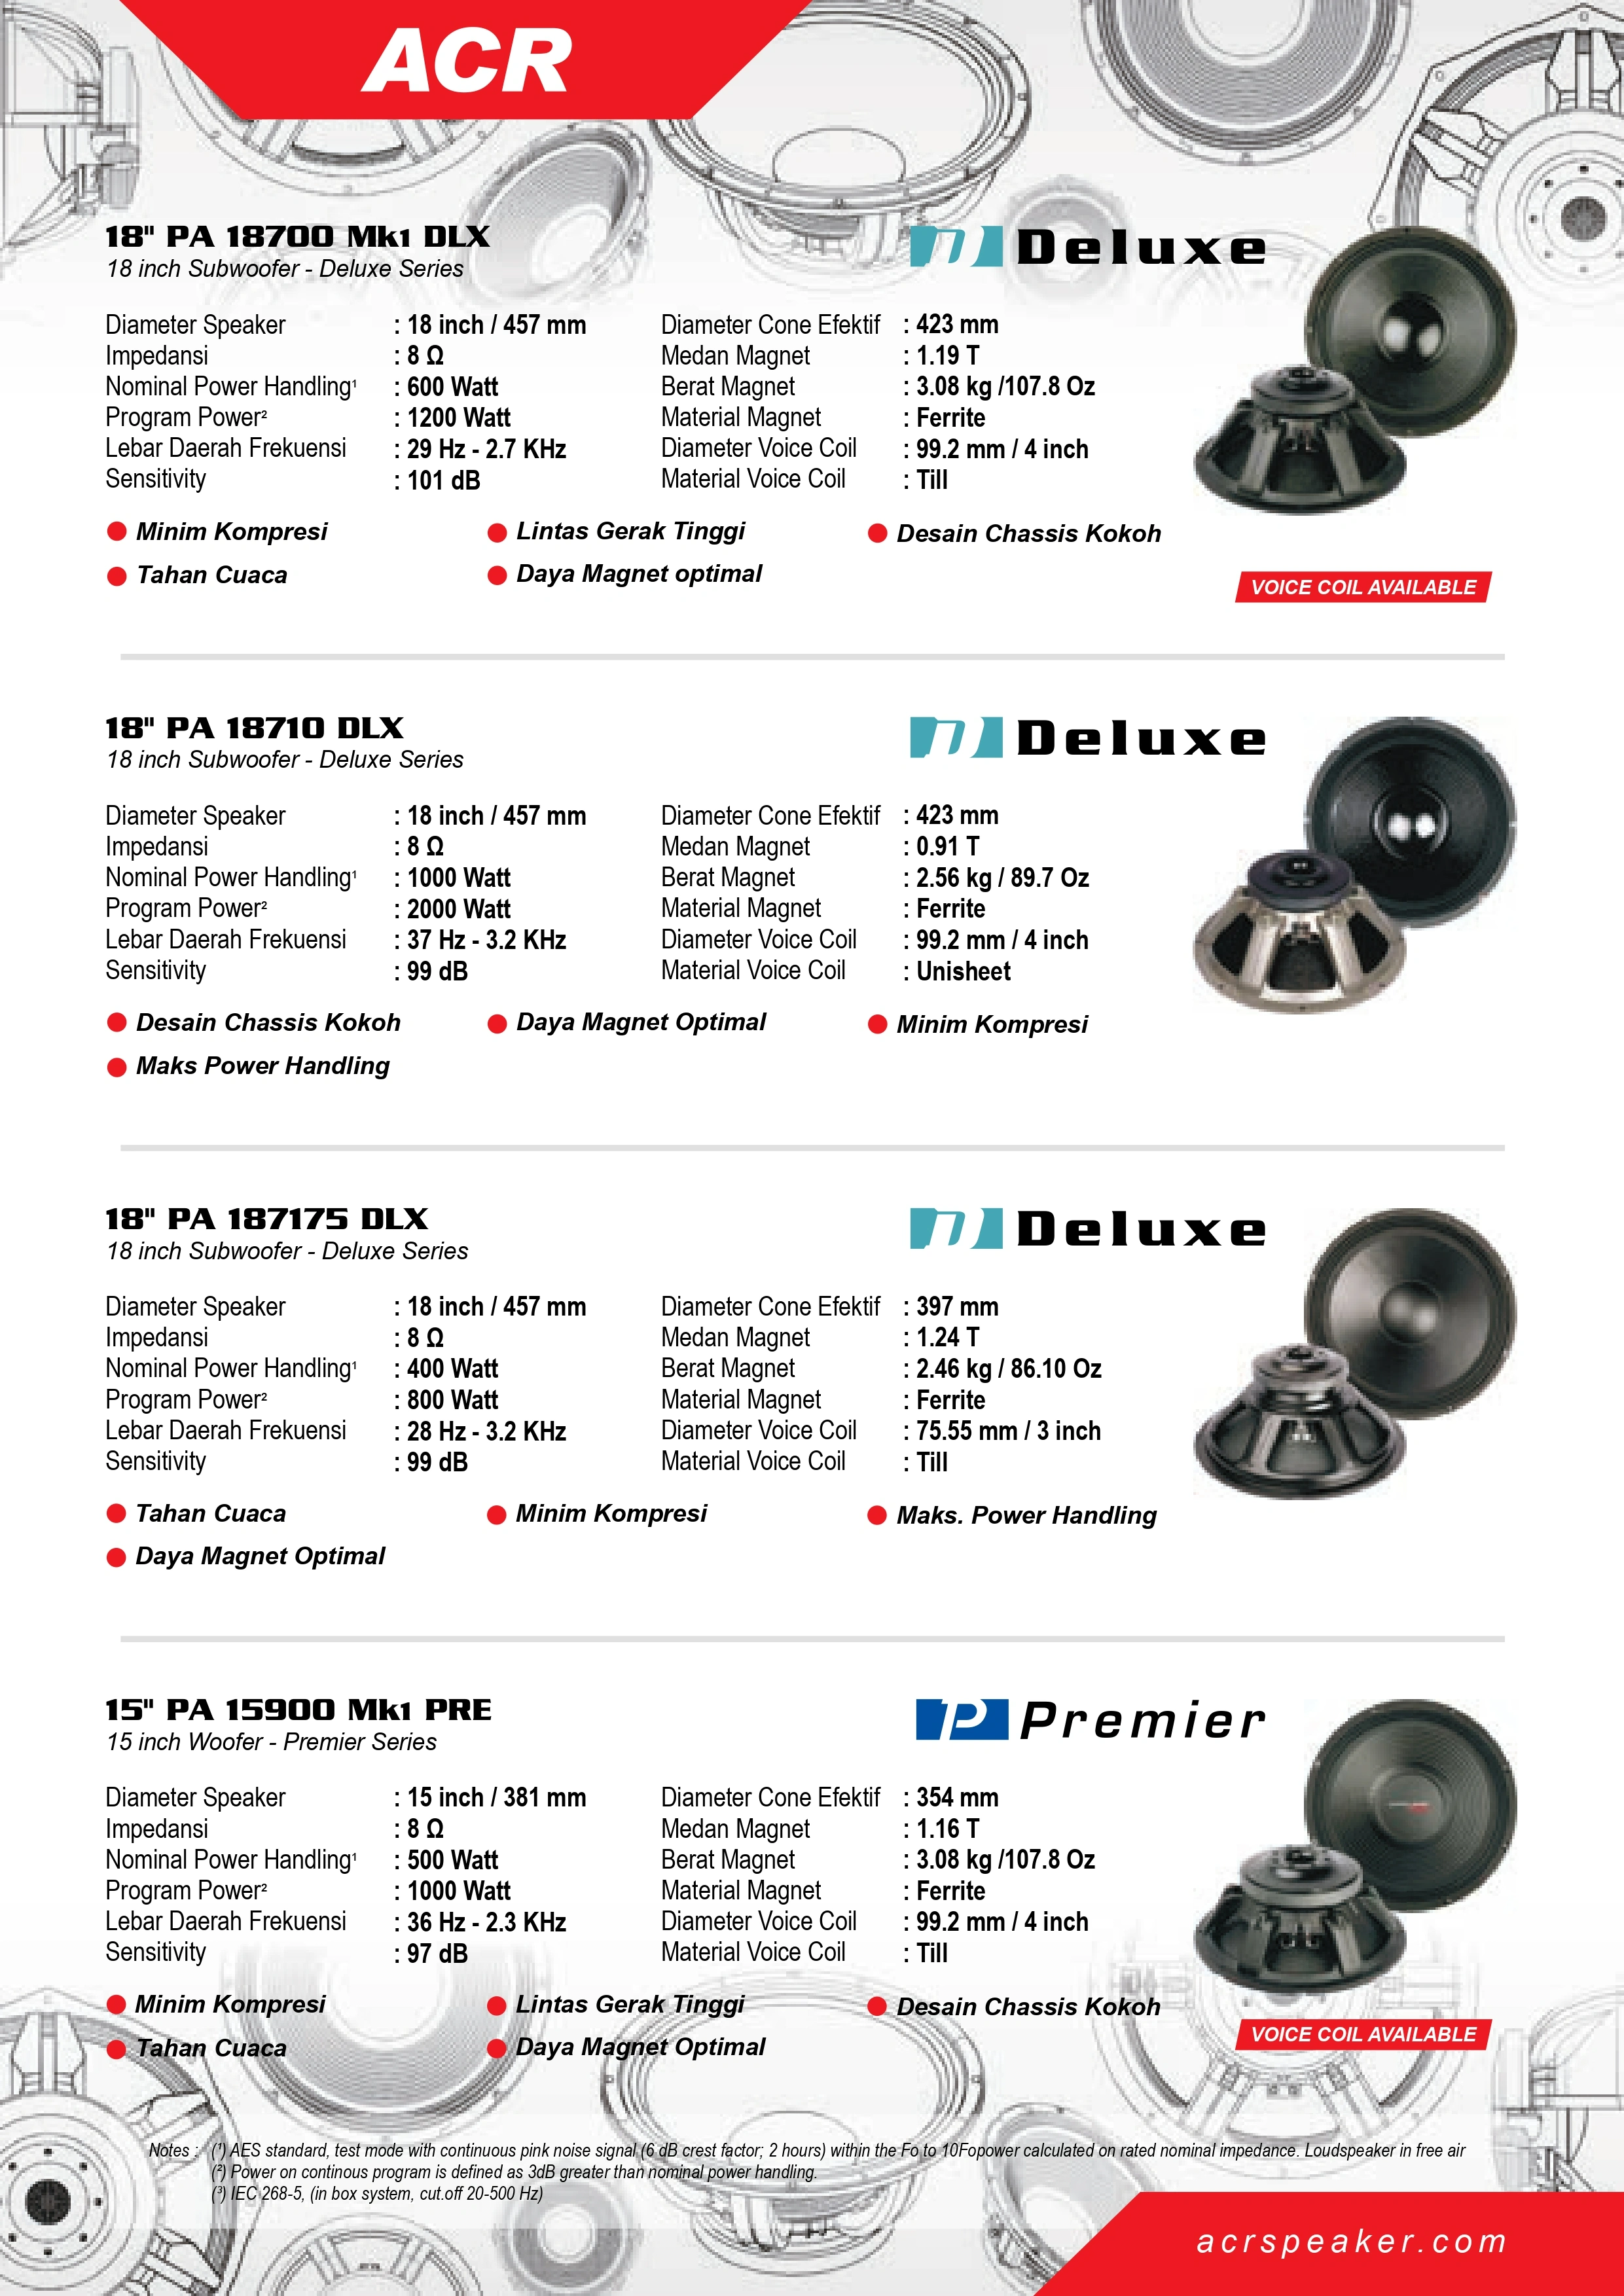 ACR
18" PA 18700 Mk1 DLX
18 inch Subwoofer - Deluxe Series
Deluxe
Diameter Speaker : 18 inch / 457 mm
Impedansi : 8 Ω
Nominal Power Handling¹ : 600 Watt
Program Power² : 1200 Watt
Lebar Daerah Frekuensi : 29 Hz - 2.7 KHz
Sensitivity : 101 dB
Diameter Cone Efektif : 423 mm
Medan Magnet : 1.19 T
Berat Magnet : 3.08 kg /107.8 Oz
Material Magnet : Ferrite
Diameter Voice Coil : 99.2 mm / 4 inch
Material Voice Coil : Till
Minim Kompresi
Lintas Gerak Tinggi
Desain Chassis Kokoh
Tahan Cuaca
Daya Magnet optimal
VOICE COIL AVAILABLE
18" PA 18710 DLX
18 inch Subwoofer - Deluxe Series
Deluxe
Diameter Speaker : 18 inch / 457 mm
Impedansi : 8 Ω
Nominal Power Handling¹ : 1000 Watt
Program Power² : 2000 Watt
Lebar Daerah Frekuensi : 37 Hz - 3.2 KHz
Sensitivity : 99 dB
Diameter Cone Efektif : 423 mm
Medan Magnet : 0.91 T
Berat Magnet : 2.56 kg / 89.7 Oz
Material Magnet : Ferrite
Diameter Voice Coil : 99.2 mm / 4 inch
Material Voice Coil : Unisheet
Desain Chassis Kokoh
Daya Magnet Optimal
Minim Kompresi
Maks Power Handling
18" PA 187175 DLX
18 inch Subwoofer - Deluxe Series
Deluxe
Diameter Speaker : 18 inch / 457 mm
Impedansi : 8 Ω
Nominal Power Handling¹ : 400 Watt
Program Power² : 800 Watt
Lebar Daerah Frekuensi : 28 Hz - 3.2 KHz
Sensitivity : 99 dB
Diameter Cone Efektif : 397 mm
Medan Magnet : 1.24 T
Berat Magnet : 2.46 kg / 86.10 Oz
Material Magnet : Ferrite
Diameter Voice Coil : 75.55 mm / 3 inch
Material Voice Coil : Till
Tahan Cuaca
Minim Kompresi
Maks. Power Handling
Daya Magnet Optimal
15" PA 15900 Mk1 PRE
15 inch Woofer - Premier Series
P Premier
Diameter Speaker : 15 inch / 381 mm
Impedansi : 8 Ω
Nominal Power Handling¹ : 500 Watt
Program Power² : 1000 Watt
Lebar Daerah Frekuensi : 36 Hz - 2.3 KHz
Sensitivity : 97 dB
Diameter Cone Efektif : 354 mm
Medan Magnet : 1.16 T
Berat Magnet : 3.08 kg /107.8 Oz
Material Magnet : Ferrite
Diameter Voice Coil : 99.2 mm / 4 inch
Material Voice Coil : Till
Minim Kompresi
Lintas Gerak Tinggi
Desain Chassis Kokoh
Tahan Cuaca
Daya Magnet Optimal
VOICE COIL AVAILABLE
Notes : (¹) AES standard, test mode with continuous pink noise signal (6 dB crest factor; 2 hours) within the Fo to 10Fopower calculated on rated nominal impedance. Loudspeaker in free air
(²) Power on continous program is defined as 3dB greater than nominal power handling.
(³) IEC 268-5, (in box system, cut.off 20-500 Hz)
acrspeaker.com